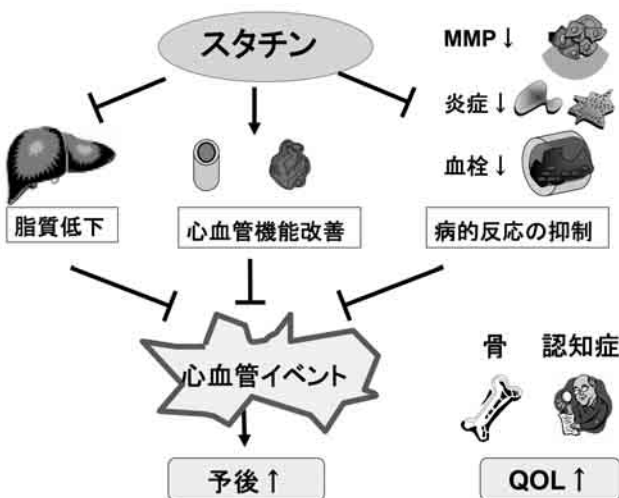 スタチン
MMP↓
炎症↓
血栓↓
脂質低下
心血管機能改善
病的反応の抑制
心血管イベント
骨 認知症
予後↑
QOL↑